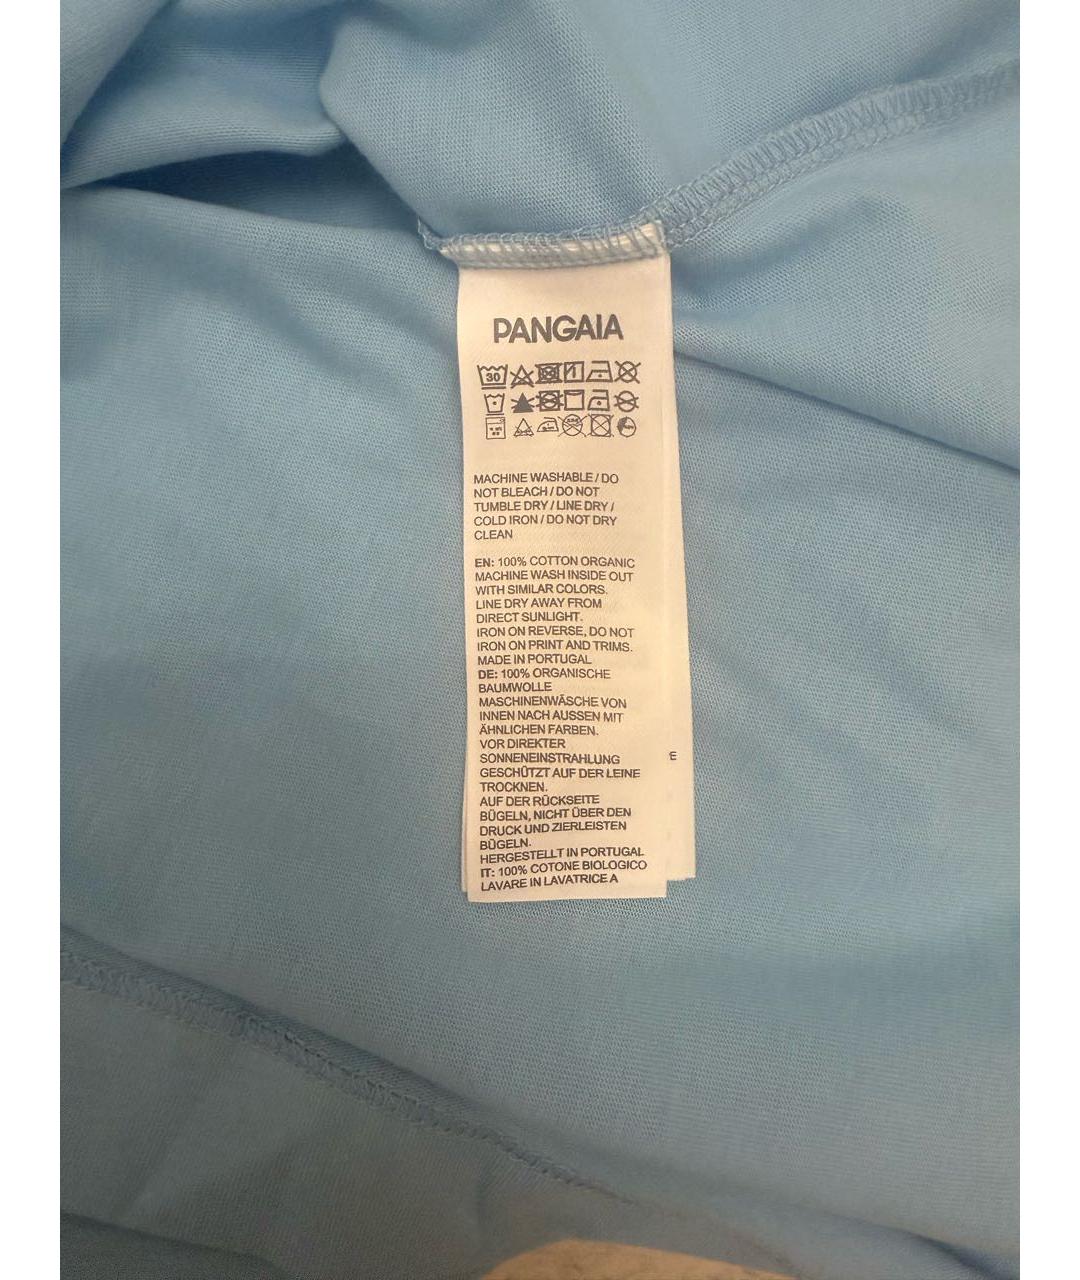 PANGAIA
30
MACHINE WASHABLE / DO
NOT BLEACH / DO NOT
TUMBLE DRY / LINE DRY /
COLD IRON / DO NOT DRY
CLEAN
EN: 100% COTTON ORGANIC
MACHINE WASH INSIDE OUT
WITH SIMILAR COLORS.
LINE DRY AWAY FROM
DIRECT SUNLIGHT.
IRON ON REVERSE, DO NOT
IRON ON PRINT AND TRIMS.
MADE IN PORTUGAL
DE: 100% ORGANISCHE
BAUMWOLLE
MASCHINENWÄSCHE VON
INNEN NACH AUSSEN MIT
ÄHNLICHEN FARBEN.
VOR DIREKTER
SONNENEINSTRAHLUNG
GESCHÜTZT AUF DER LEINE
TROCKNEN.
AUF DER RÜCKSEITE
BÜGELN, NICHT ÜBER DEN
DRUCK UND ZIERLEISTEN
BÜGELN.
HERGESTELLT IN PORTUGAL
IT: 100% COTONE BIOLOGICO
LAVARE IN LAVATRICE A